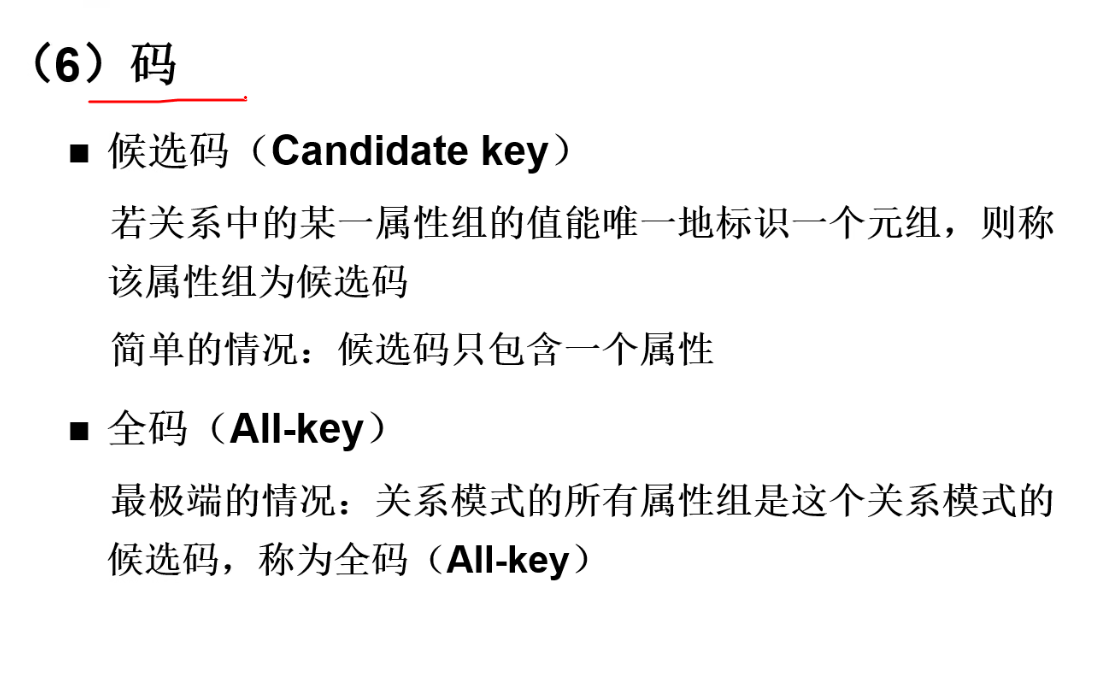 （6）码
■ 候选码（Candidate key）
若关系中的某一属性组的值能唯一地标识一个元组，则称
该属性组为候选码
简单的情况：候选码只包含一个属性
■ 全码（All-key）
最极端的情况：关系模式的所有属性组是这个关系模式的
候选码，称为全码（All-key）